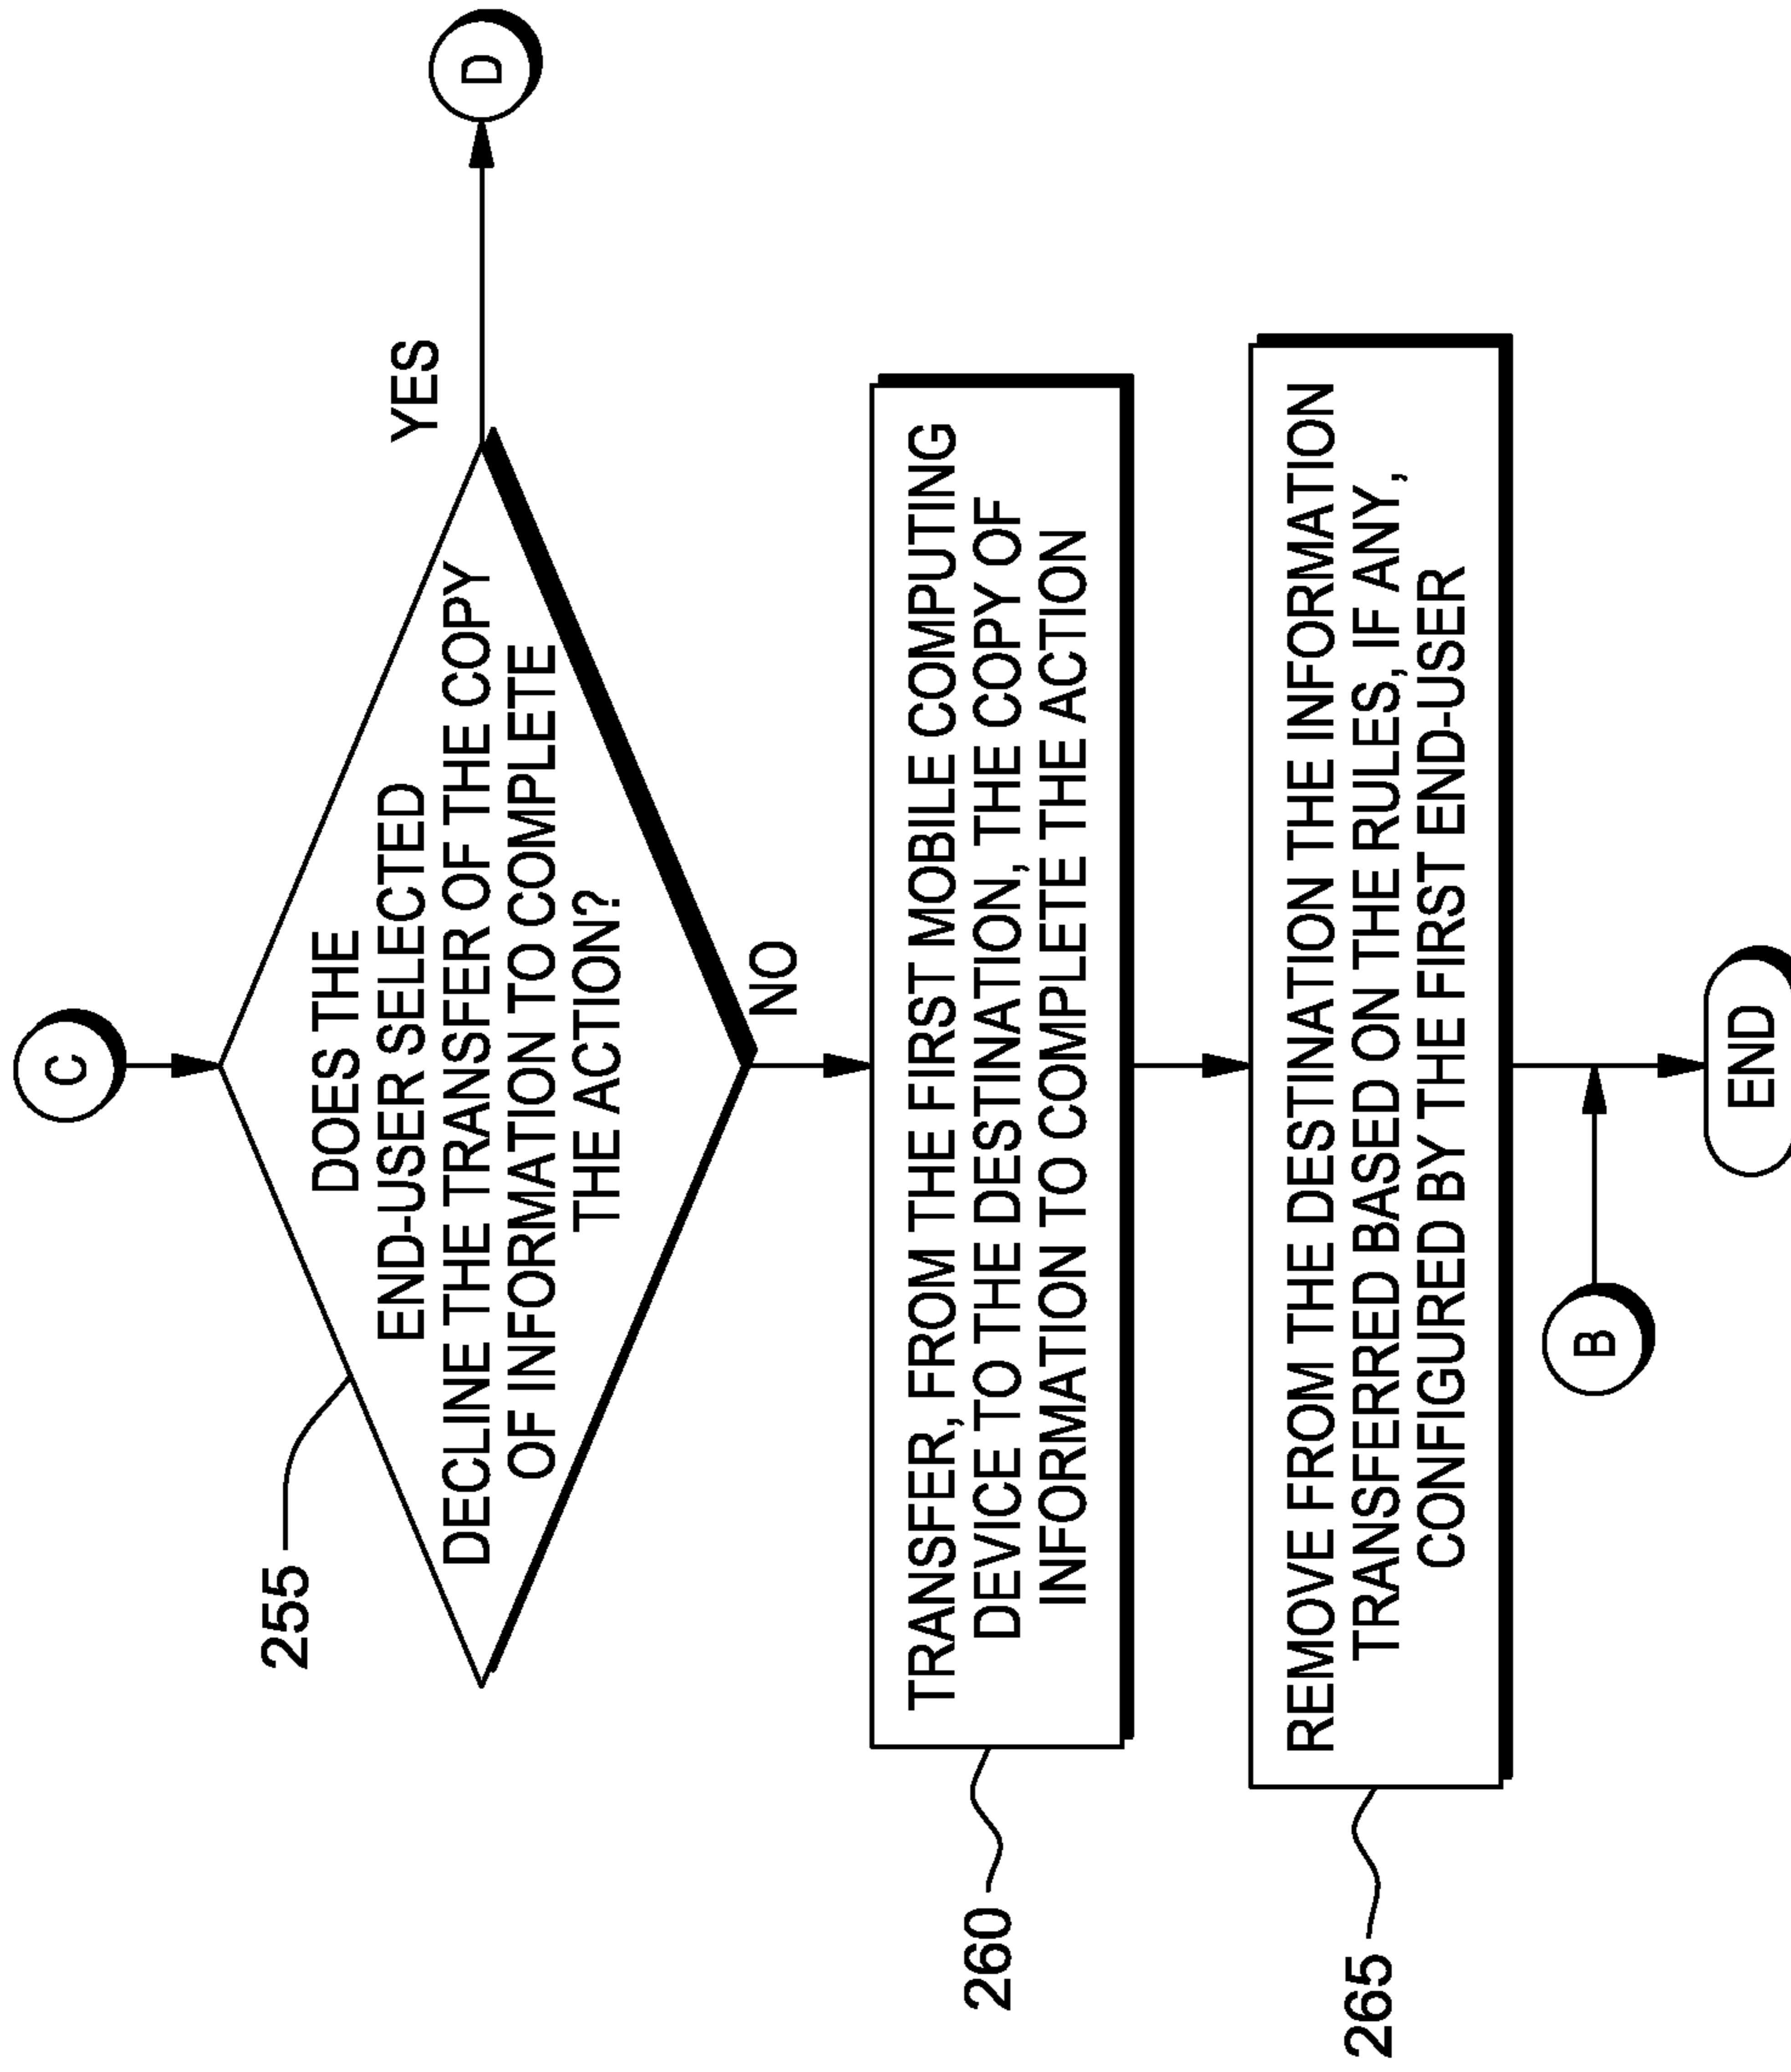 C
DOES THE
END-USER SELECTED
DECLINE THE TRANSFER OF THE COPY
OF INFORMATION TO COMPLETE
THE ACTION?
255
YES
D
NO
TRANSFER, FROM THE FIRST MOBILE COMPUTING
DEVICE TO THE DESTINATION, THE COPY OF
INFORMATION TO COMPLETE THE ACTION
260
REMOVE FROM THE DESTINATION THE INFORMATION
TRANSFERRED BASED ON THE RULES, IF ANY,
CONFIGURED BY THE FIRST END-USER
265
B
END